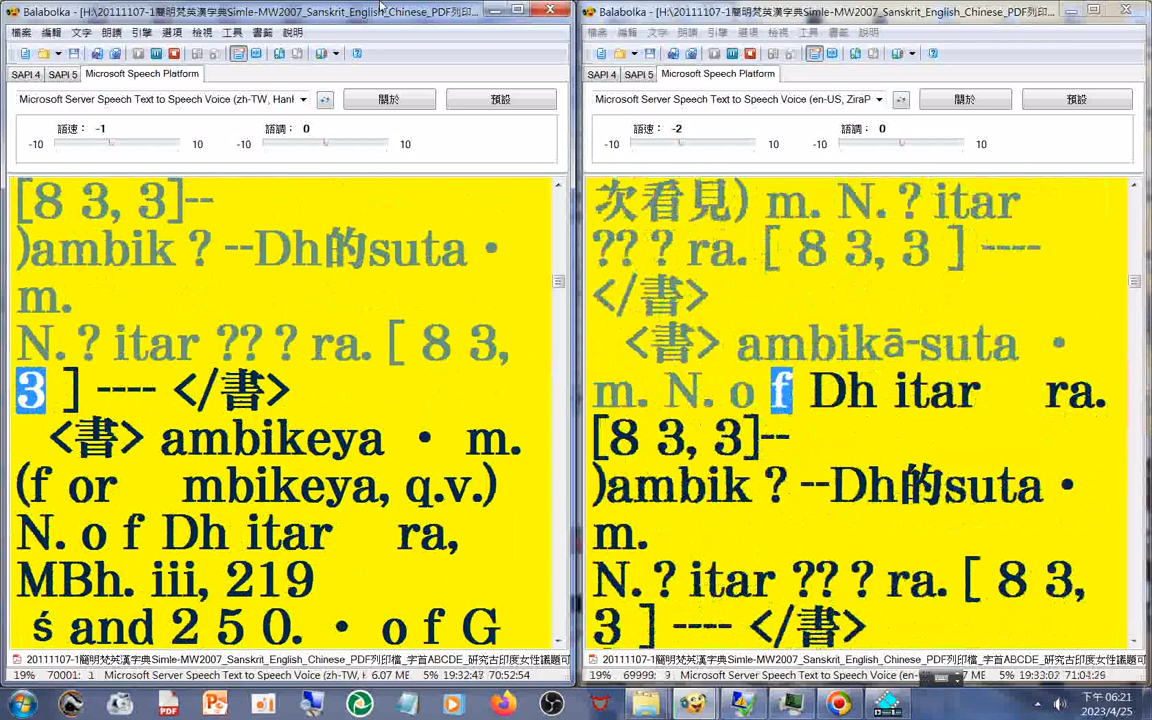 Balabolka - [H:\20111107-1簡明梵英漢字典Simle-MW2007_Sanskrit_English_Chinese_PDF列印...
檔案 編輯 文字 朗讀 引擎 選項 檢視 工具 書籤 說明
SAPI 4 SAPI 5 Microsoft Speech Platform
Microsoft Server Speech Text to Speech Voice (zh-TW, HanH
關於 預設
語速： -1 語調： 0
-10 10 -10 10
[8 3, 3]--
)ambik ? --Dh的suta •
m.
N. ? itar ?? ? ra. [ 8 3,
3 ] ---- </書>
<書> ambikeya • m.
(f or mbikeya, q.v.)
N. o f Dh itar ra,
MBh. iii, 219
ś and 2 5 0. • o f G
20111107-1簡明梵英漢字典Simle-MW2007_Sanskrit_English_Chinese_PDF列印檔_字首ABCDE_研究古印度女性議題可
19% 70001: 1 Microsoft Server Speech Text to Speech Voice (zh-TW, H 6.07 ME 5% 19:32:43 70:52:54
Balabolka - [H:\20111107-1簡明梵英漢字典Simle-MW2007_Sanskrit_English_Chinese_PDF列印...
檔案 編輯 文字 朗讀 引擎 選項 檢視 工具 書籤 說明
SAPI 4 SAPI 5 Microsoft Speech Platform
Microsoft Server Speech Text to Speech Voice (en-US, ZiraP
關於 預設
語速： -2 語調： 0
-10 10 -10 10
次看見) m. N. ? itar
?? ? ra. [ 8 3, 3 ] ----
</書>
<書> ambikā-suta •
m. N. o f Dh itar ra.
[8 3, 3]--
)ambik ? --Dh的suta •
m.
N. ? itar ?? ? ra. [ 8 3,
3 ] ---- </書>
20111107-1簡明梵英漢字典Simle-MW2007_Sanskrit_English_Chinese_PDF列印檔_字首ABCDE_研究古印度女性議題可
19% 69999: Microsoft Server Speech Text to Speech Voice (en-US, Z 6.07 ME 5% 19:33:02
下午 06:21
2023/4/25